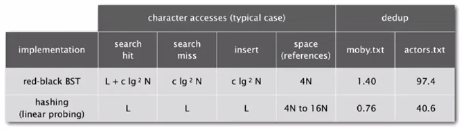 character accesses (typical case) dedup
implementation search hit search miss insert space (references) moby.txt actors.txt
red-black BST L + c lg ² N c lg ² N c lg ² N 4N 1.40 97.4
hashing (linear probing) L L L 4N to 16N 0.76 40.6